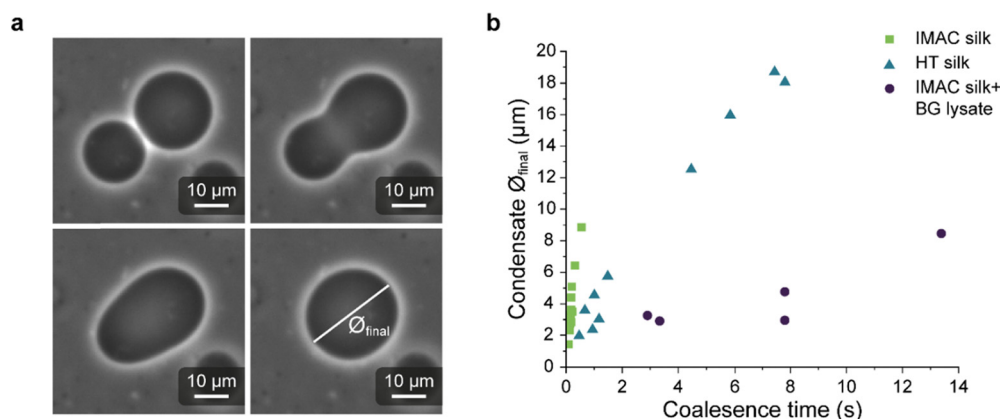 a
10 µm
10 µm
10 µm
Ø final
10 µm
b
Condensate Ø final (µm)
20
18
16
14
12
10
8
6
4
2
0
0 2 4 6 8 10 12 14
Coalesence time (s)
IMAC silk
HT silk
IMAC silk+
BG lysate